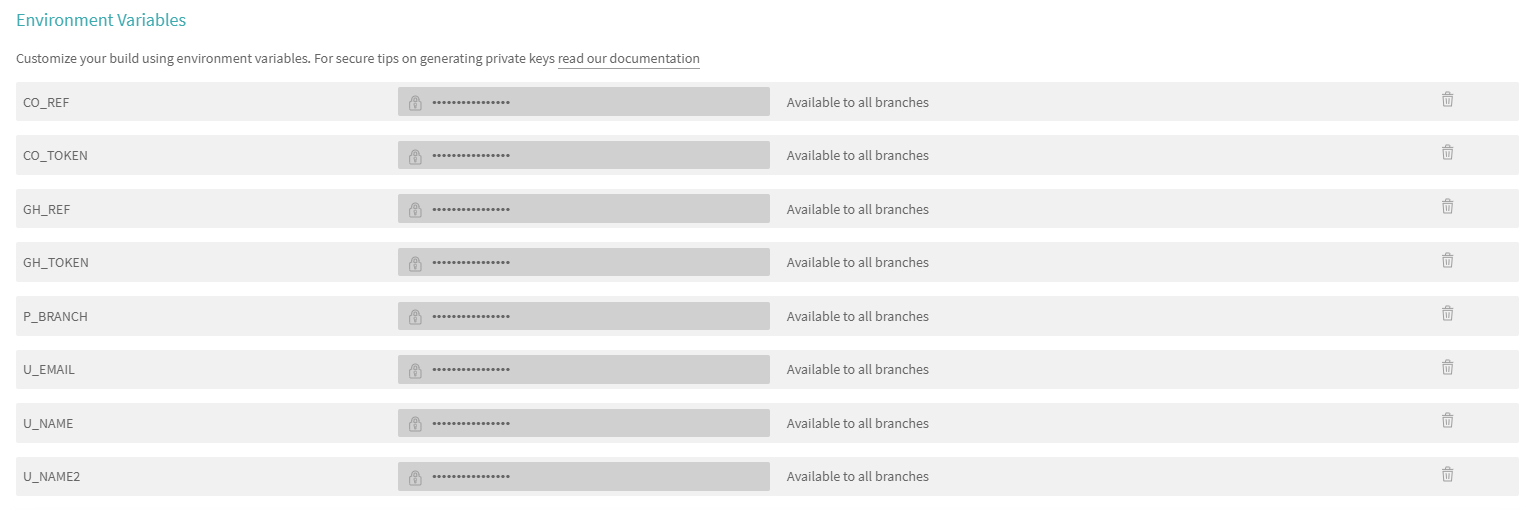 Environment Variables
Customize your build using environment variables. For secure tips on generating private keys read our documentation
CO_REF •••••••••••••••• Available to all branches
CO_TOKEN •••••••••••••••• Available to all branches
GH_REF •••••••••••••••• Available to all branches
GH_TOKEN •••••••••••••••• Available to all branches
P_BRANCH •••••••••••••••• Available to all branches
U_EMAIL •••••••••••••••• Available to all branches
U_NAME •••••••••••••••• Available to all branches
U_NAME2 •••••••••••••••• Available to all branches